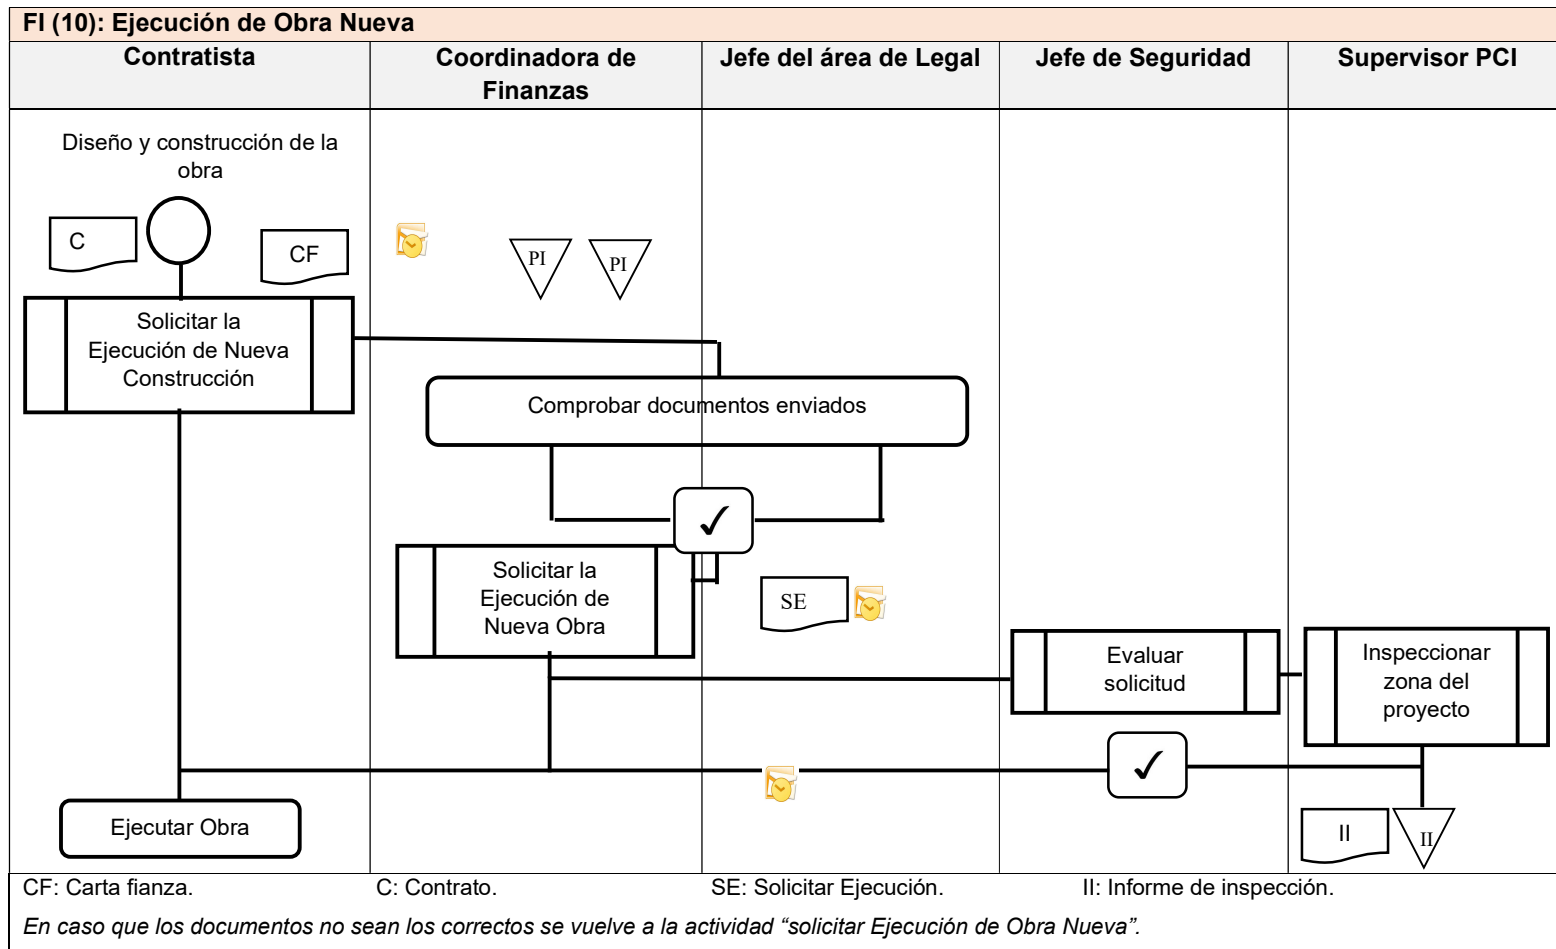 FI (10): Ejecución de Obra Nueva
Contratista
Coordinadora de
Finanzas
Jefe del área de Legal
Jefe de Seguridad
Supervisor PCI
Diseño y construcción de la
obra
C
CF
PI
PI
Solicitar la
Ejecución de Nueva
Construcción
Comprobar documentos enviados
✓
Solicitar la
Ejecución de
Nueva Obra
SE
Evaluar
solicitud
Inspeccionar
zona del
proyecto
✓
Ejecutar Obra
II
II
CF: Carta fianza. C: Contrato. SE: Solicitar Ejecución. II: Informe de inspección.
En caso que los documentos no sean los correctos se vuelve a la actividad “solicitar Ejecución de Obra Nueva”.